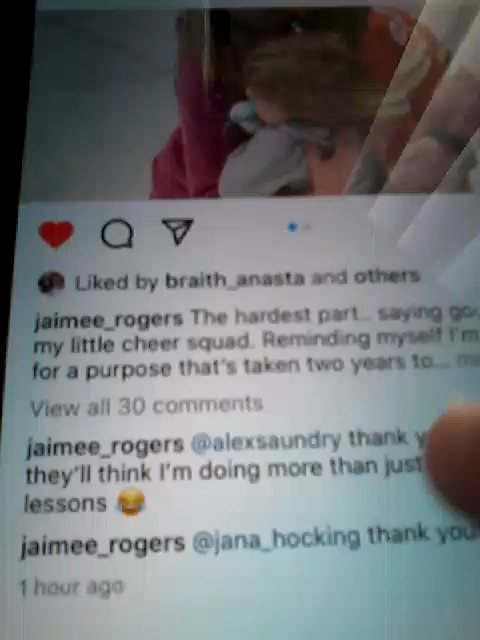 Liked by braith_anasta and others
jaimee_rogers The hardest part.. saying
my little cheer squad. Reminding myself I'm
for a purpose that's taken two years to...
View all 30 comments
jaimee_rogers @alexsaundry thank
they'll think I'm doing more than just
lessons 😂
jaimee_rogers @jana_hocking thank you
1 hour ago